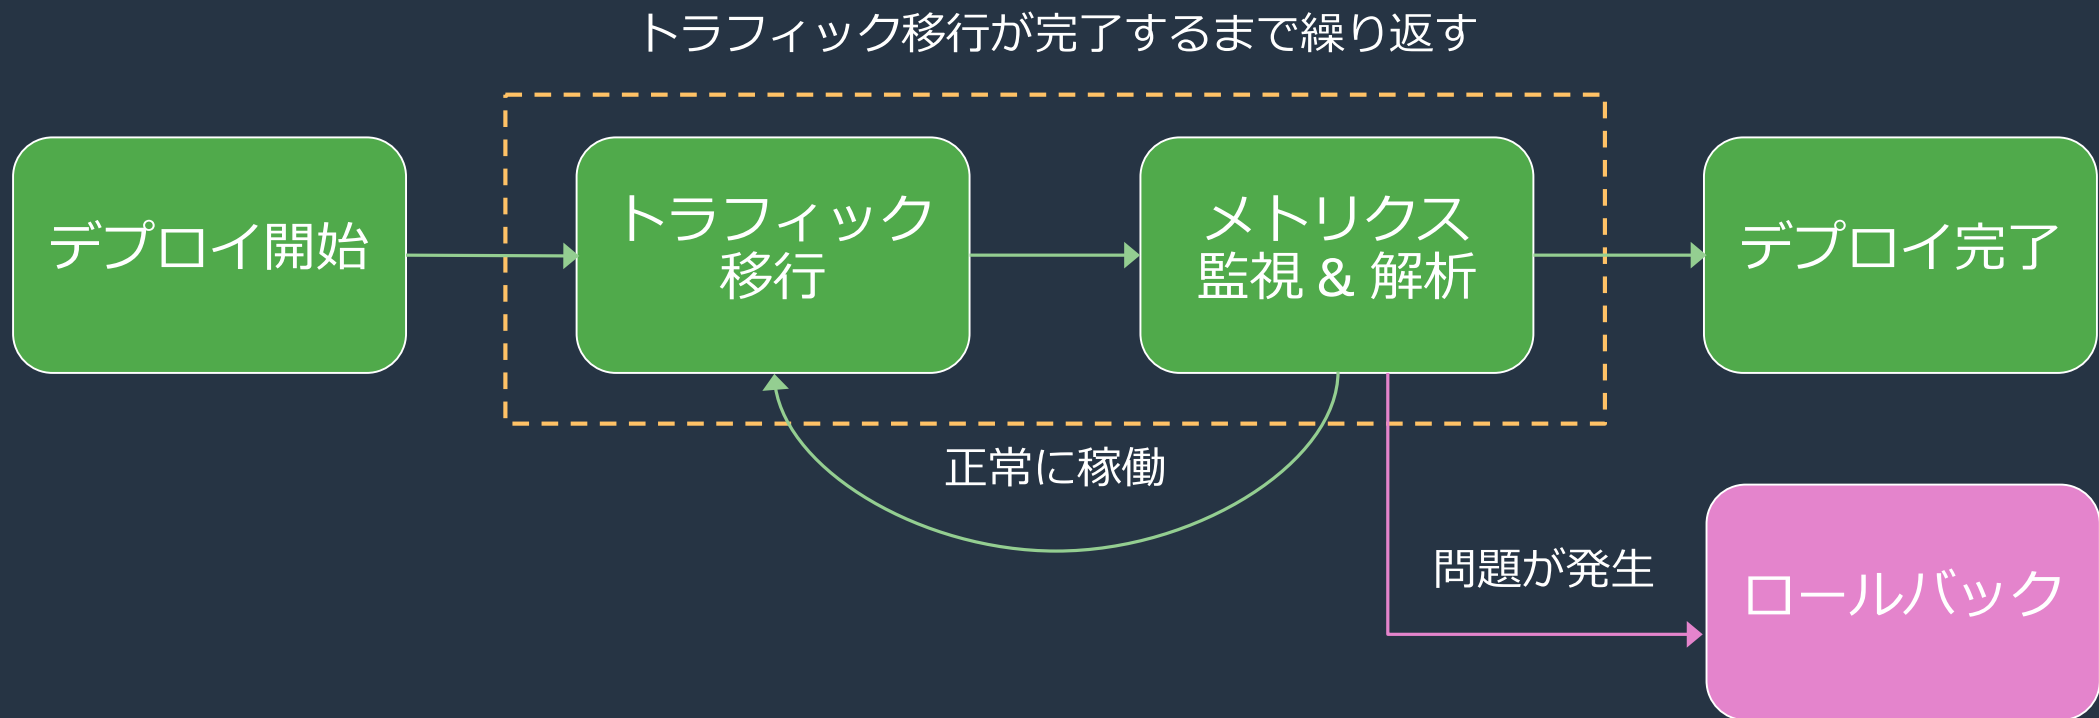 トラフィック移行が完了するまで繰り返す
デプロイ開始
トラフィック
移行
メトリクス
監視 & 解析
デプロイ完了
正常に稼働
問題が発生
ロールバック